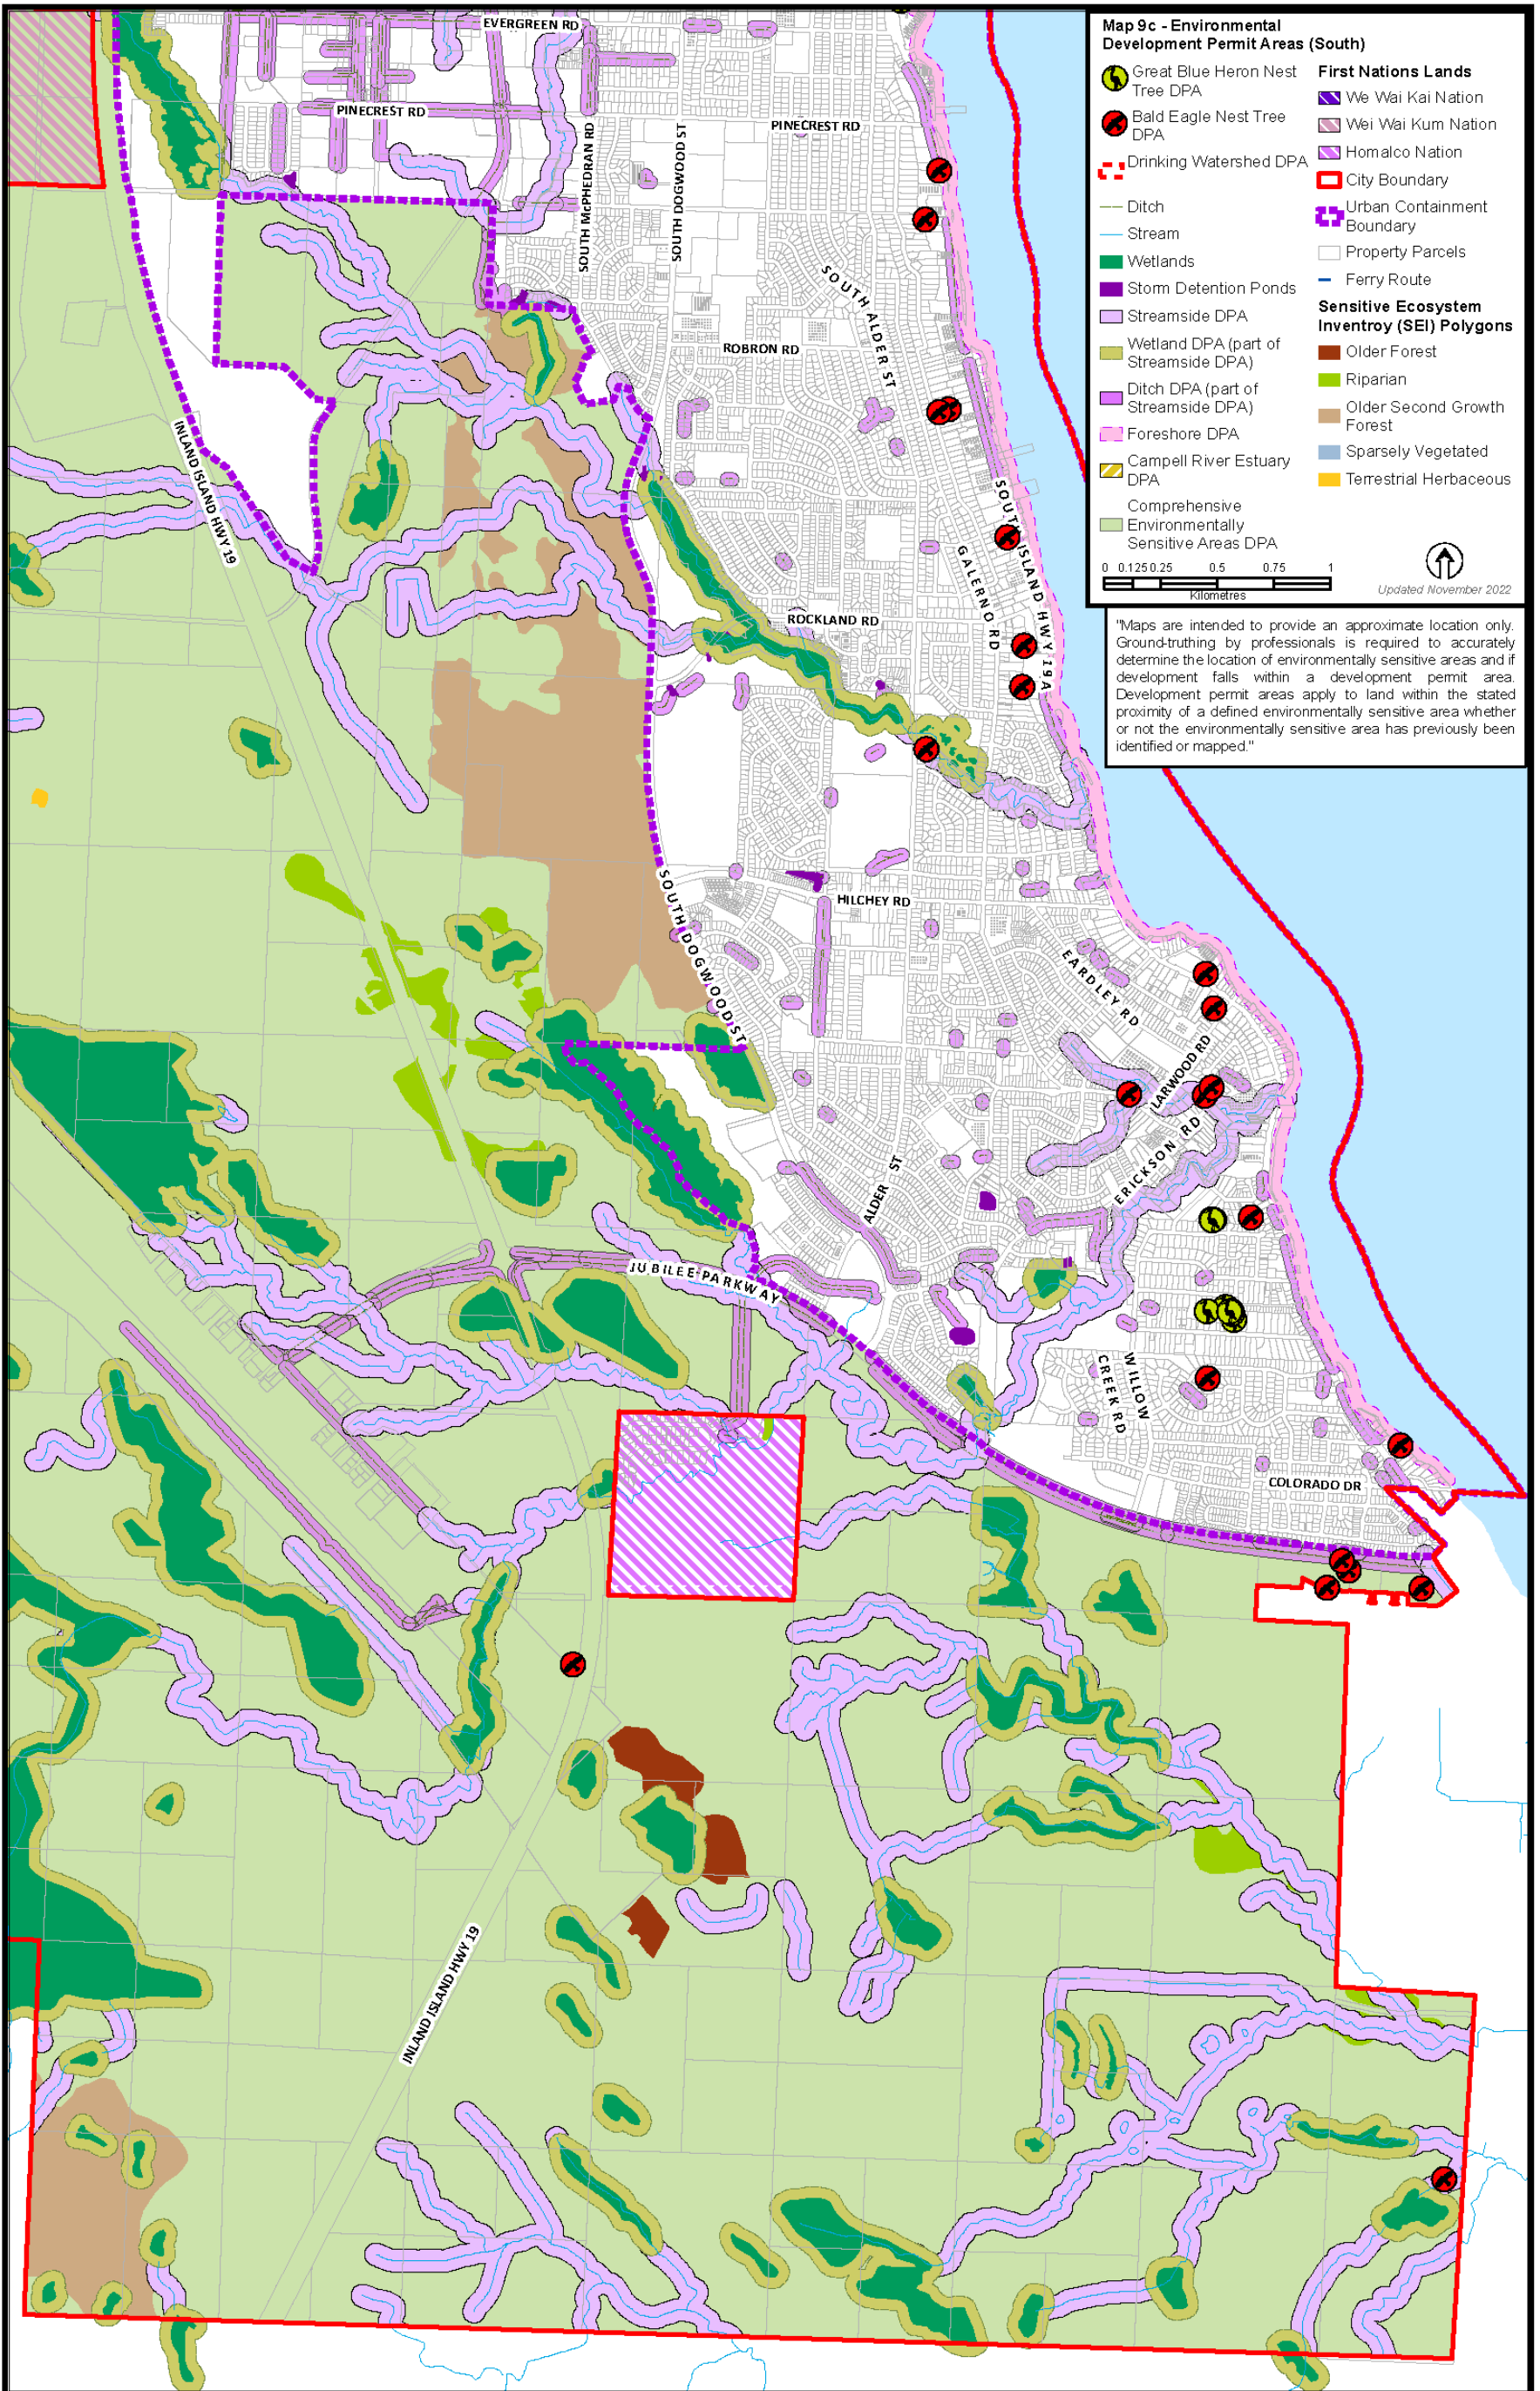 Map 9c - Environmental
Development Permit Areas (South)
Great Blue Heron Nest
Tree DPA
Bald Eagle Nest Tree
DPA
Drinking Watershed DPA
Ditch
Stream
Wetlands
Storm Detention Ponds
Streamside DPA
Wetland DPA (part of
Streamside DPA)
Ditch DPA (part of
Streamside DPA)
Foreshore DPA
Campell River Estuary
DPA
Comprehensive
Environmentally
Sensitive Areas DPA
First Nations Lands
We Wai Kai Nation
Wei Wai Kum Nation
Homalco Nation
City Boundary
Urban Containment
Boundary
Property Parcels
Ferry Route
Sensitive Ecosystem
Inventroy (SEI) Polygons
Older Forest
Riparian
Older Second Growth
Forest
Sparsely Vegetated
Terrestrial Herbaceous
0 0.125 0.25 0.5 0.75 1
Kilometres
Updated November 2022
"Maps are intended to provide an approximate location only.
Ground-truthing by professionals is required to accurately
determine the location of environmentally sensitive areas and if
development falls within a development permit area.
Development permit areas apply to land within the stated
proximity of a defined environmentally sensitive area whether
or not the environmentally sensitive area has previously been
identified or mapped."
EVERGREEN RD
PINECREST RD
PINECREST RD
SOUTH McPHEDRAN RD
SOUTH DOGWOOD ST
SOUTH ALDER ST
ROBRON RD
INLAND ISLAND HWY 19
SOUTH ISLAND HWY 19A
GALERNO RD
ROCKLAND RD
SOUTH DOGWOOD ST
HILCHEY RD
EARDLEY RD
LARWOOD RD
ERICKSON RD
ALDER ST
JUBILEE PARKWAY
WILLOW
CREEK RD
COLORADO DR
INLAND ISLAND HWY 19